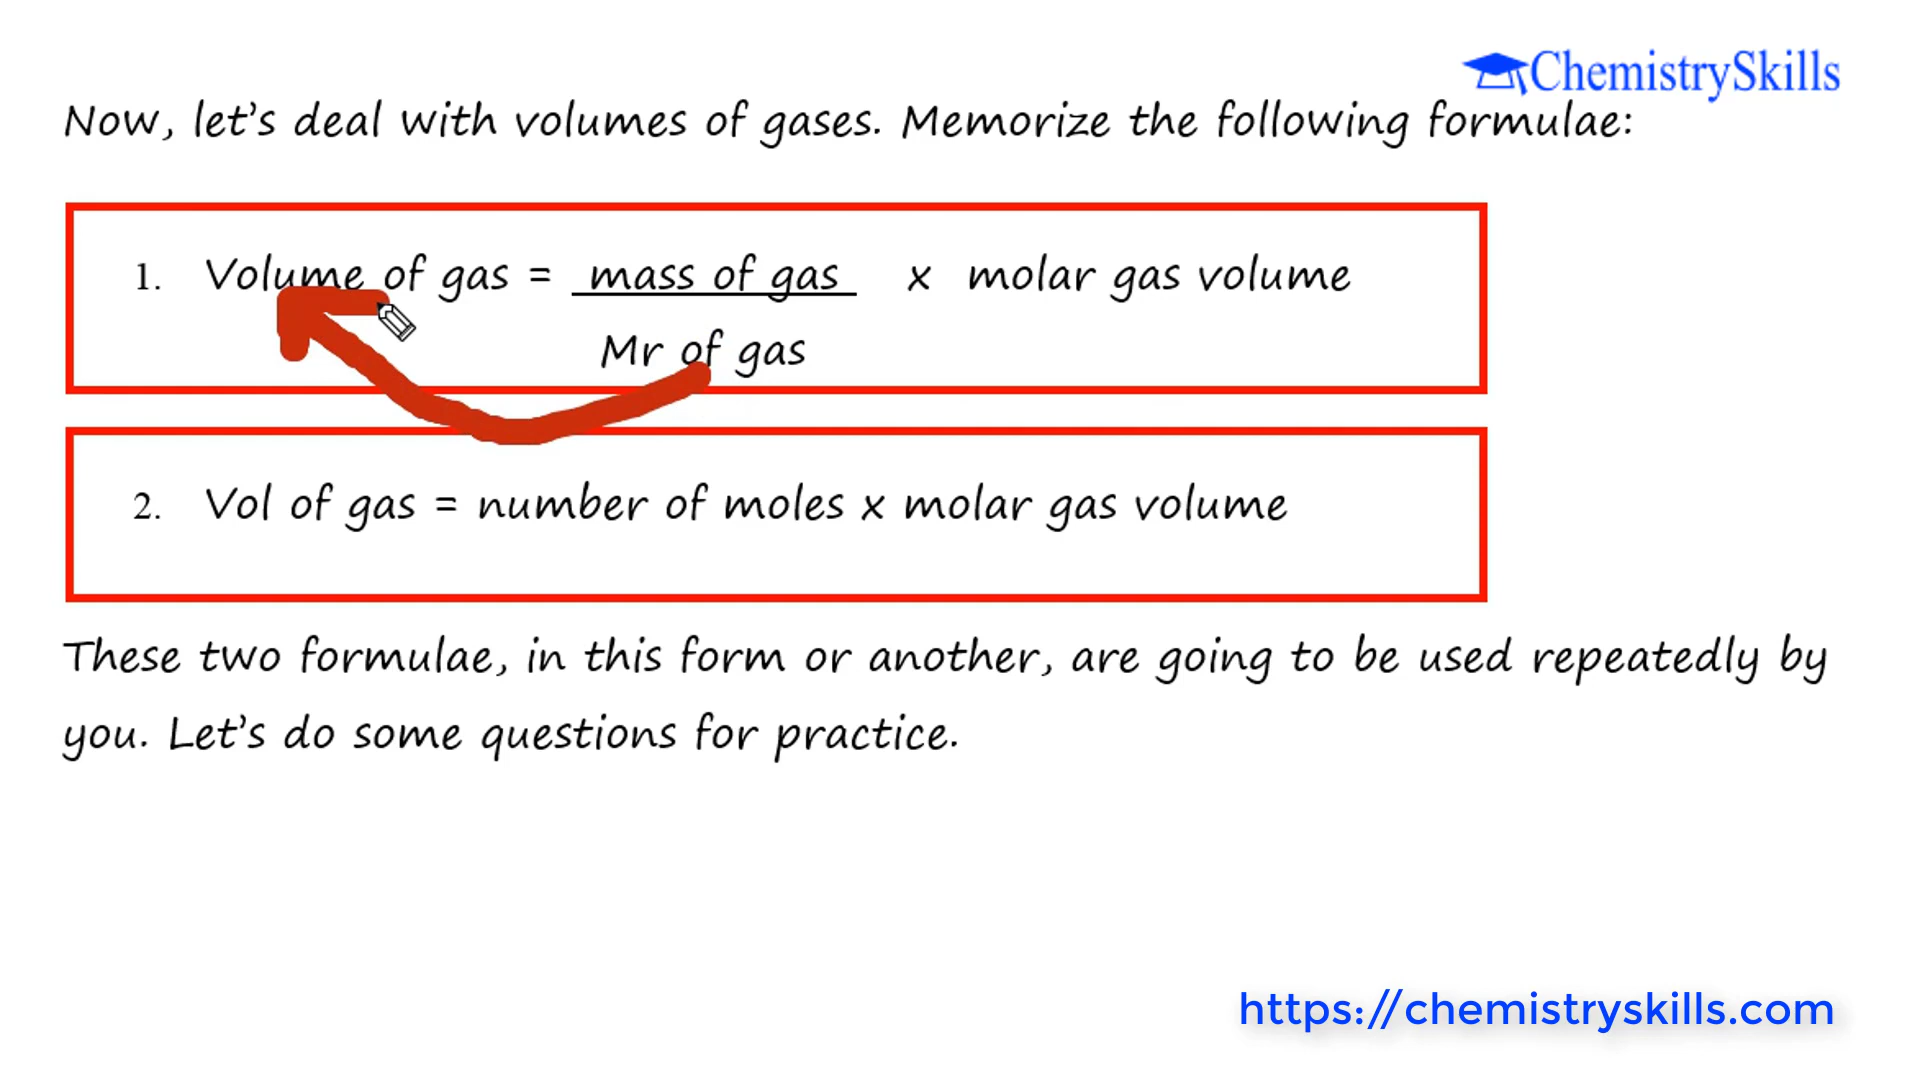 ChemistrySkills
Now, let's deal with volumes of gases. Memorize the following formulae:
1. Volume of gas = mass of gas x molar gas volume
Mr of gas
2. Vol of gas = number of moles x molar gas volume
These two formulae, in this form or another, are going to be used repeatedly by
you. Let's do some questions for practice.
https://chemistryskills.com